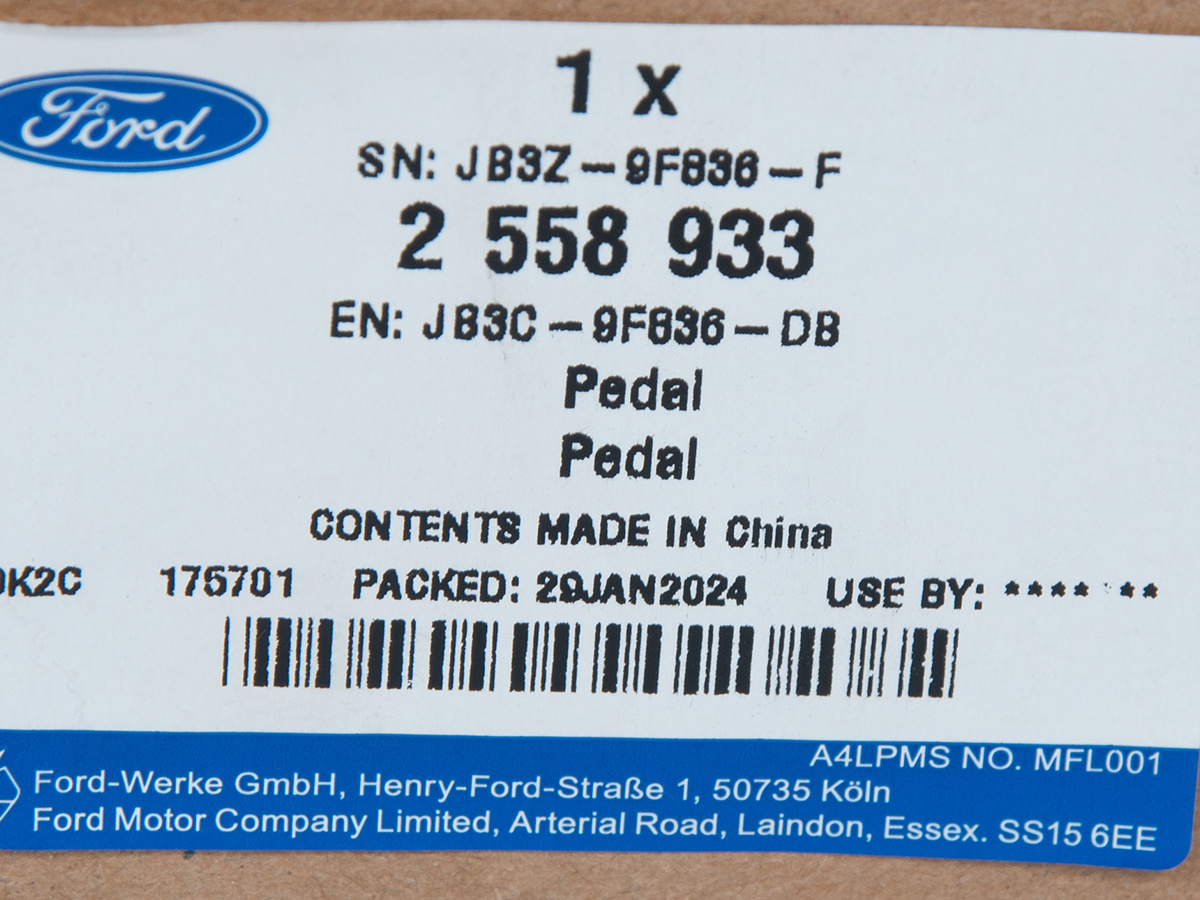 Ford
1 x
SN: JB3Z-9F836-F
2 558 933
EN: JB3C-9F836-DB
Pedal
Pedal
CONTENTS MADE IN China
175701 PACKED: 29JAN2024 USE BY: **** **
A4LPMS NO. MFL001
Ford-Werke GmbH, Henry-Ford-Straße 1, 50735 Köln
Ford Motor Company Limited, Arterial Road, Laindon, Essex. SS15 6EE